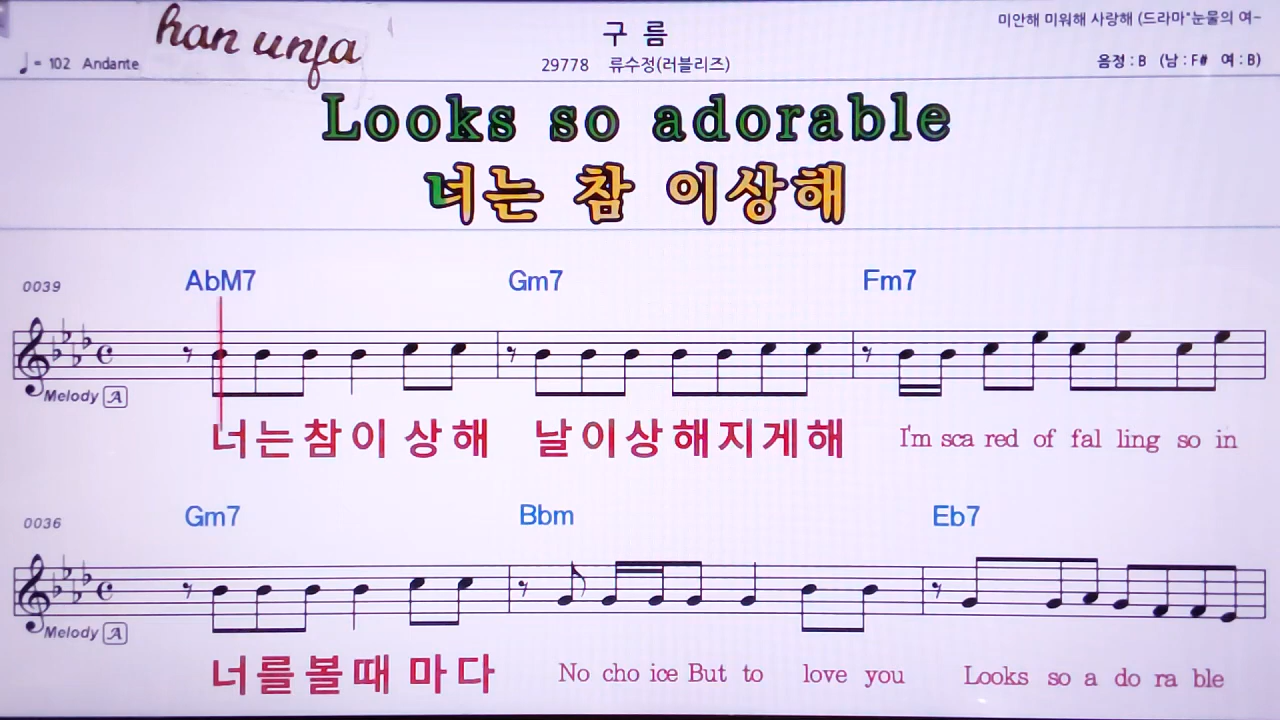 han unfa
구 름
미안해 미워해 사랑해 (드라마"눈물의 여~
♩= 102 Andante
29778 류수정(러블리즈)
음정 : B (남 : F# 여 : B)
Looks so adorable
너는 참 이상해
0039 AbM7 Gm7 Fm7
Melody A
너는참이 상해 날이상해지게해 I'm sca red of fal ling so in
0036 Gm7 Bbm Eb7
Melody A
너를볼때 마다 No cho ice But to love you Looks so a do ra ble